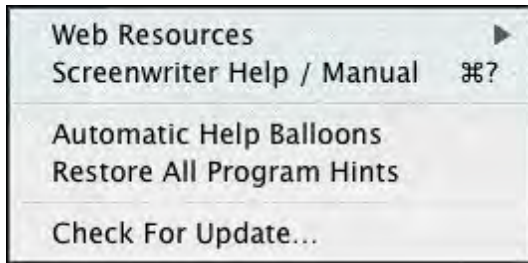 Web Resources
Screenwriter Help / Manual ⌘?
Automatic Help Balloons
Restore All Program Hints
Check For Update...